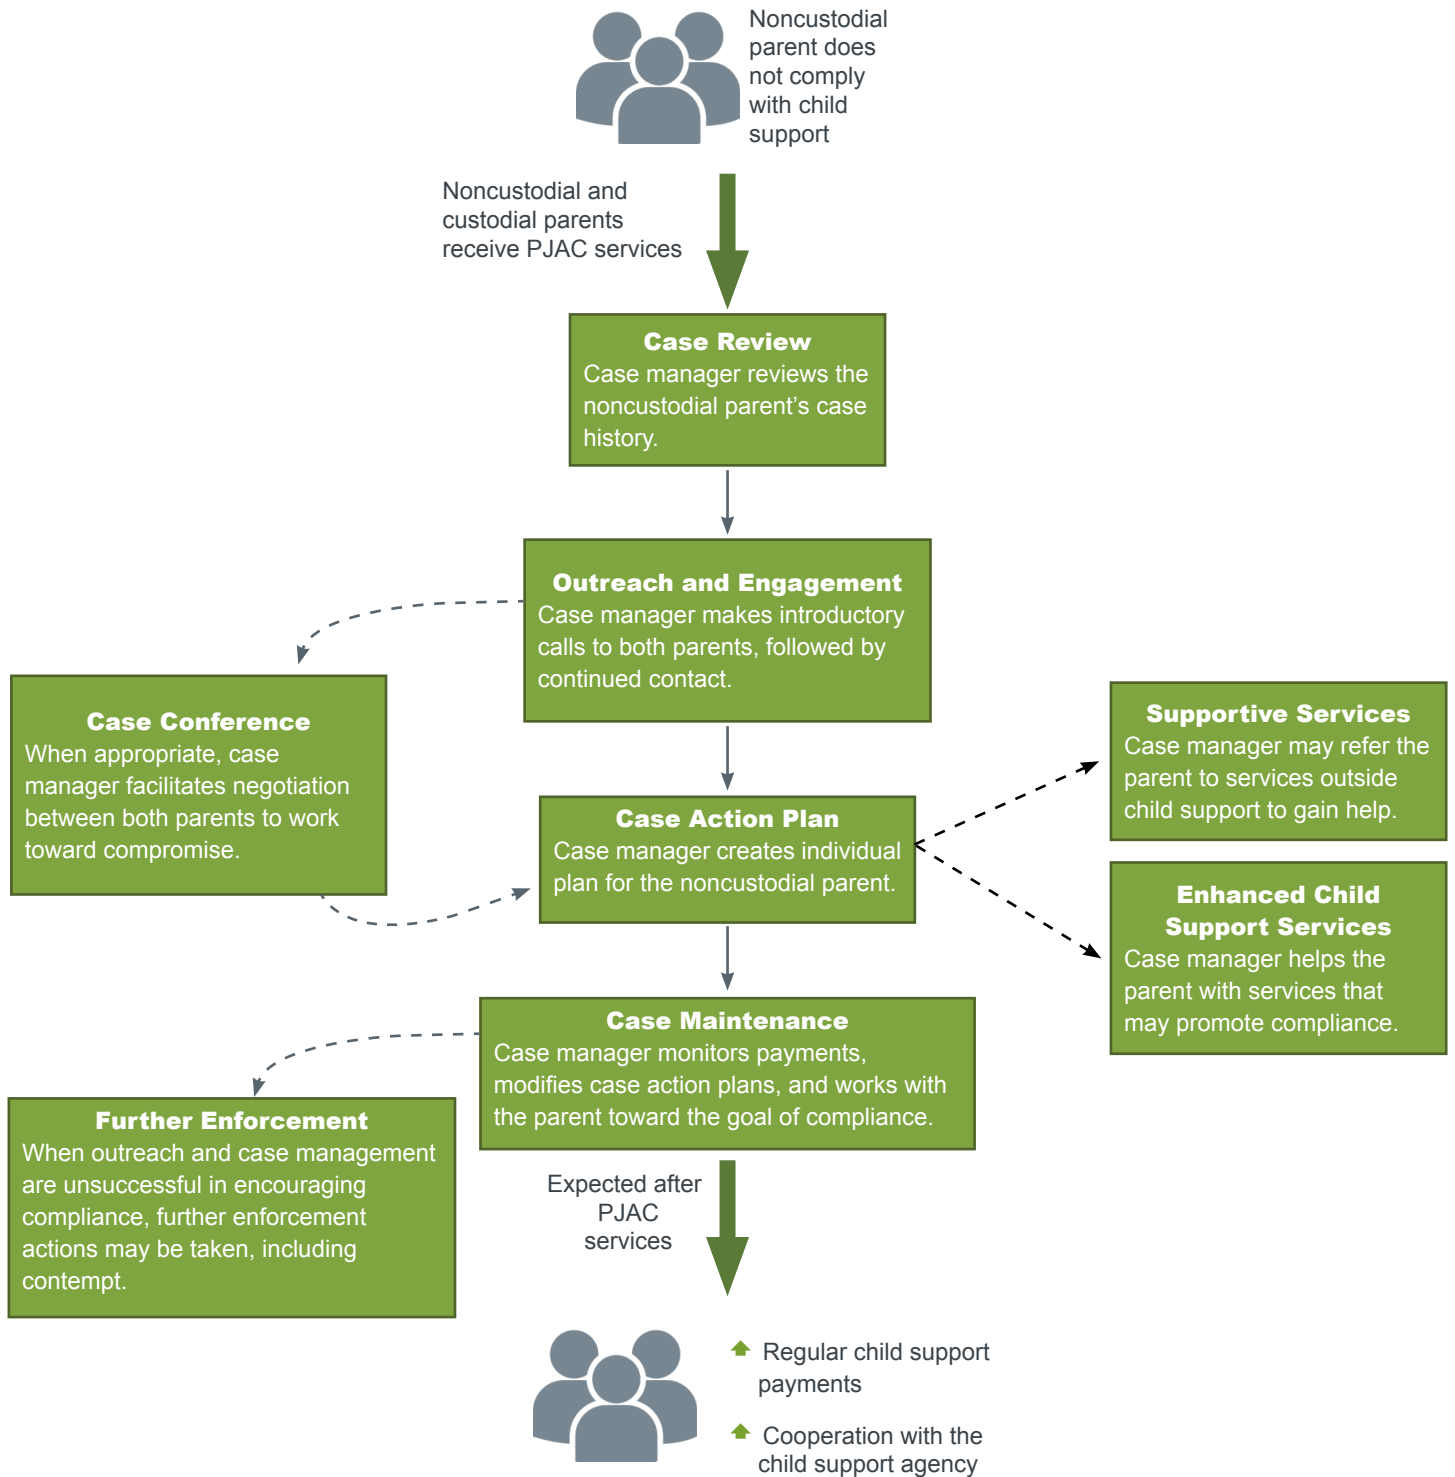 Noncustodial
parent does
not comply
with child
support
Noncustodial and
custodial parents
receive PJAC services
Case Review
Case manager reviews the
noncustodial parent’s case
history.
Outreach and Engagement
Case manager makes introductory
calls to both parents, followed by
continued contact.
Case Conference
When appropriate, case
manager facilitates negotiation
between both parents to work
toward compromise.
Case Action Plan
Case manager creates individual
plan for the noncustodial parent.
Supportive Services
Case manager may refer the
parent to services outside
child support to gain help.
Enhanced Child
Support Services
Case manager helps the
parent with services that
may promote compliance.
Case Maintenance
Case manager monitors payments,
modifies case action plans, and works with
the parent toward the goal of compliance.
Further Enforcement
When outreach and case management
are unsuccessful in encouraging
compliance, further enforcement
actions may be taken, including
contempt.
Expected after
PJAC
services
Regular child support
payments
Cooperation with the
child support agency